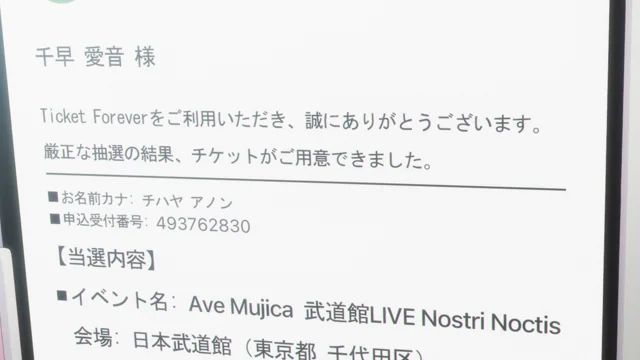 千早 愛音 様
Ticket Foreverをご利用いただき、誠にありがとうございます。
厳正な抽選の結果、チケットがご用意できました。
■お名前カナ: チハヤ アノン
■申込受付番号: 493762830
【当選内容】
■イベント名: Ave Mujica 武道館LIVE Nostri Noctis
会場: 日本武道館（東京都 千代田区）